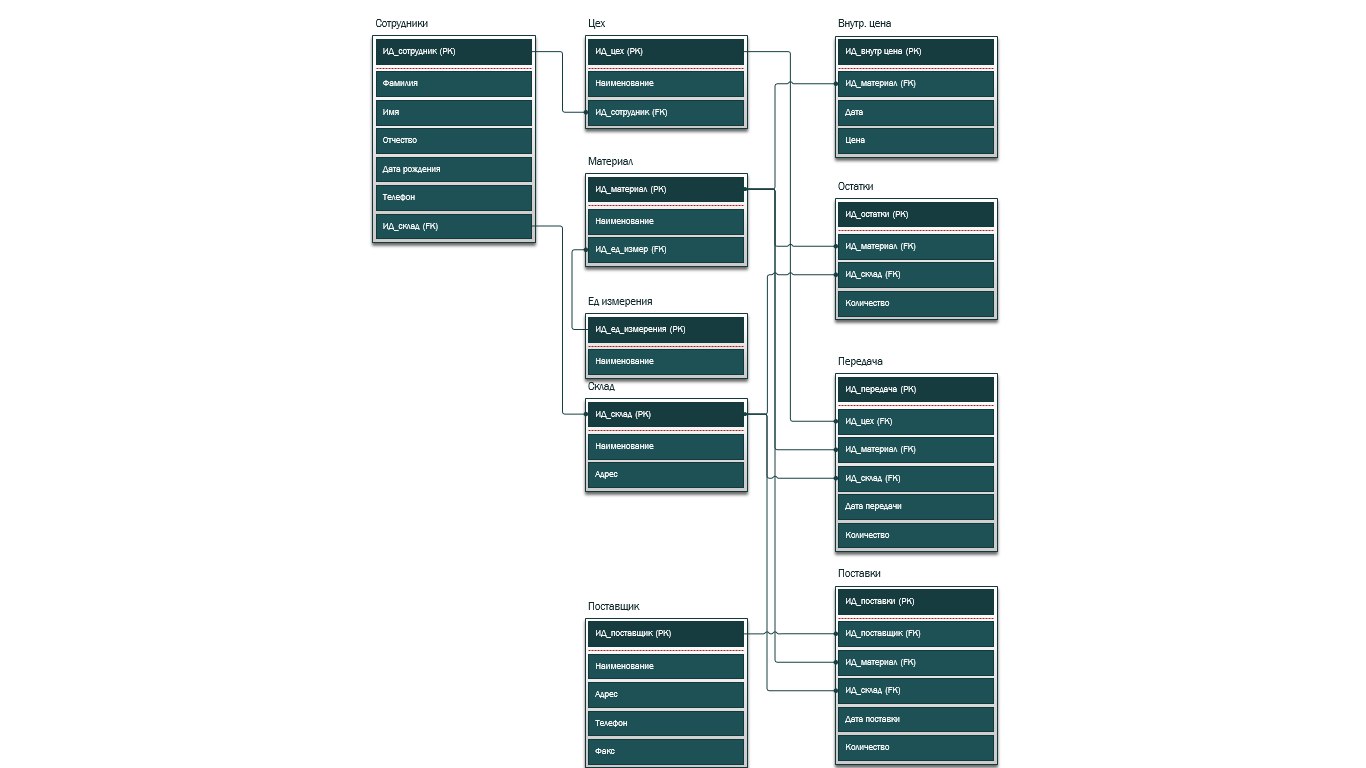 Сотрудники
ИД_сотрудник (PK)
Фамилия
Имя
Отчество
Дата рождения
Телефон
ИД_склад (FK)
Цех
ИД_цех (PK)
Наименование
ИД_сотрудник (FK)
Материал
ИД_материал (PK)
Наименование
ИД_ед_измер (FK)
Ед измерения
ИД_ед_измерения (PK)
Наименование
Склад
ИД_склад (PK)
Наименование
Адрес
Поставщик
ИД_поставщик (PK)
Наименование
Адрес
Телефон
Факс
Внутр. цена
ИД_внутр цена (PK)
ИД_материал (FK)
Дата
Цена
Остатки
ИД_остатки (PK)
ИД_материал (FK)
ИД_склад (FK)
Количество
Передача
ИД_передача (PK)
ИД_цех (FK)
ИД_материал (FK)
ИД_склад (FK)
Дата передачи
Количество
Поставки
ИД_поставки (PK)
ИД_поставщик (FK)
ИД_материал (FK)
ИД_склад (FK)
Дата поставки
Количество